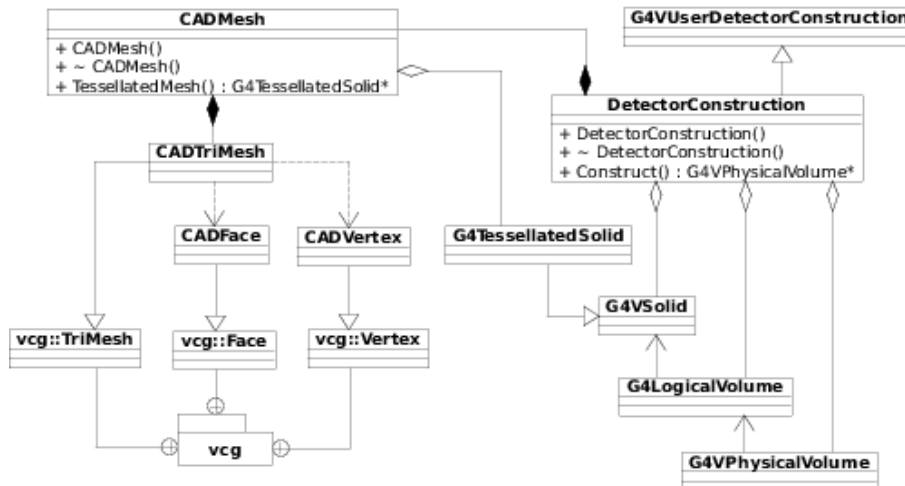 CADMesh
+ CADMesh()
+ ~ CADMesh()
+ TessellatedMesh() : G4TessellatedSolid*
G4VUserDetectorConstruction
DetectorConstruction
+ DetectorConstruction()
+ ~ DetectorConstruction()
+ Construct() : G4VPhysicalVolume*
CADTriMesh
CADFace
CADVertex
G4TessellatedSolid
G4VSolid
vcg::TriMesh
vcg::Face
vcg::Vertex
G4LogicalVolume
vcg
G4VPhysicalVolume